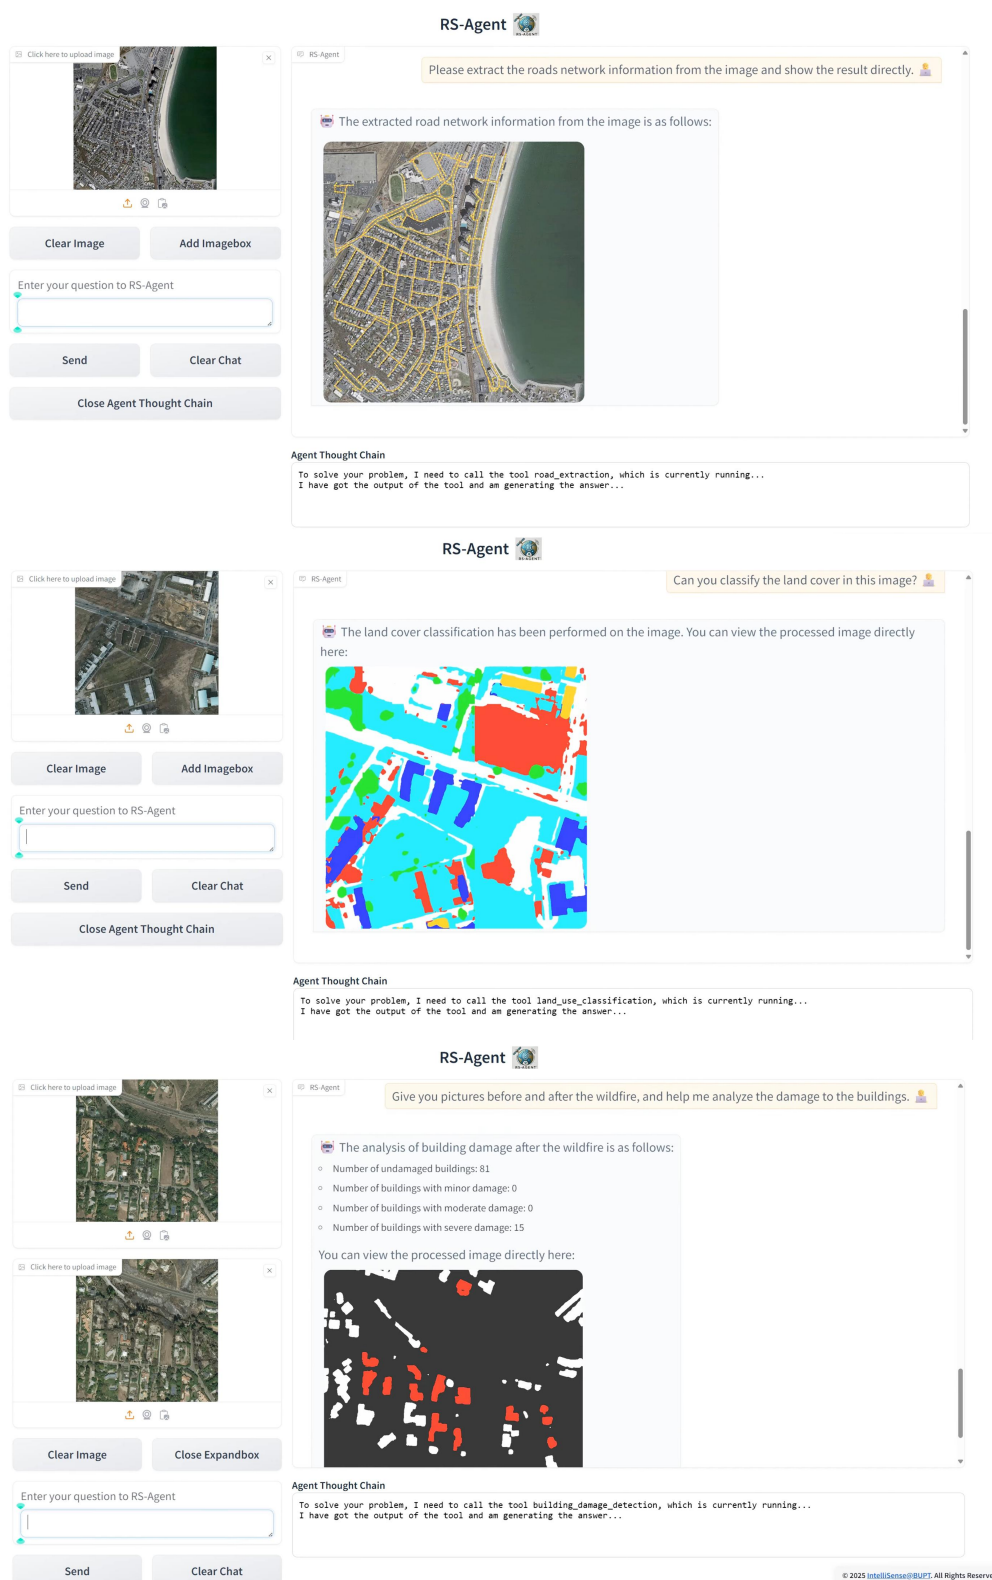 RS-Agent
Click here to upload image
RS-Agent
Please extract the roads network information from the image and show the result directly.
The extracted road network information from the image is as follows:
Clear Image
Add Imagebox
Enter your question to RS-Agent
Send
Clear Chat
Close Agent Thought Chain
Agent Thought Chain
To solve your problem, I need to call the tool road_extraction, which is currently running...
I have got the output of the tool and am generating the answer...
RS-Agent
Click here to upload image
RS-Agent
Can you classify the land cover in this image?
The land cover classification has been performed on the image. You can view the processed image directly
here:
Clear Image
Add Imagebox
Enter your question to RS-Agent
Send
Clear Chat
Close Agent Thought Chain
Agent Thought Chain
To solve your problem, I need to call the tool land_use_classification, which is currently running...
I have got the output of the tool and am generating the answer...
RS-Agent
Click here to upload image
RS-Agent
Give you pictures before and after the wildfire, and help me analyze the damage to the buildings.
The analysis of building damage after the wildfire is as follows:
Number of undamaged buildings: 81
Number of buildings with minor damage: 0
Number of buildings with moderate damage: 0
Number of buildings with severe damage: 15
You can view the processed image directly here:
Click here to upload image
Clear Image
Close Expandbox
Enter your question to RS-Agent
Send
Clear Chat
Agent Thought Chain
To solve your problem, I need to call the tool building_damage_detection, which is currently running...
I have got the output of the tool and am generating the answer...
© 2025 IntelliSense@BUPT. All Rights Reserve